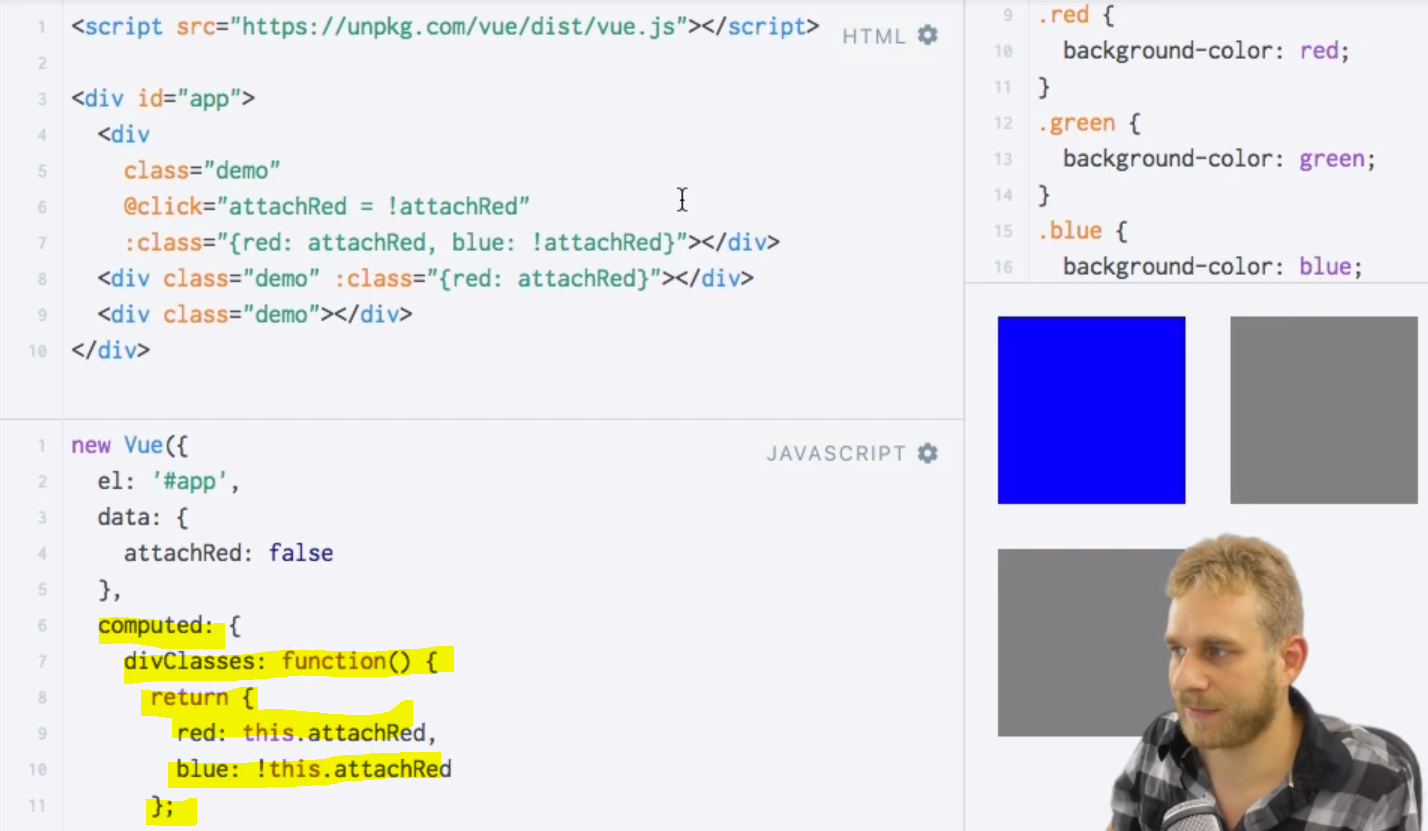 1 <script src="https://unpkg.com/vue/dist/vue.js"></script>
HTML
2
3 <div id="app">
4 <div
5 class="demo"
6 @click="attachRed = !attachRed"
7 :class="{red: attachRed, blue: !attachRed}"></div>
8 <div class="demo" :class="{red: attachRed}"></div>
9 <div class="demo"></div>
10 </div>
1 new Vue({
JAVASCRIPT
2 el: '#app',
3 data: {
4 attachRed: false
5 },
6 computed: {
7 divClasses: function() {
8 return {
9 red: this.attachRed,
10 blue: !this.attachRed
11 };
9 .red {
10 background-color: red;
11 }
12 .green {
13 background-color: green;
14 }
15 .blue {
16 background-color: blue;